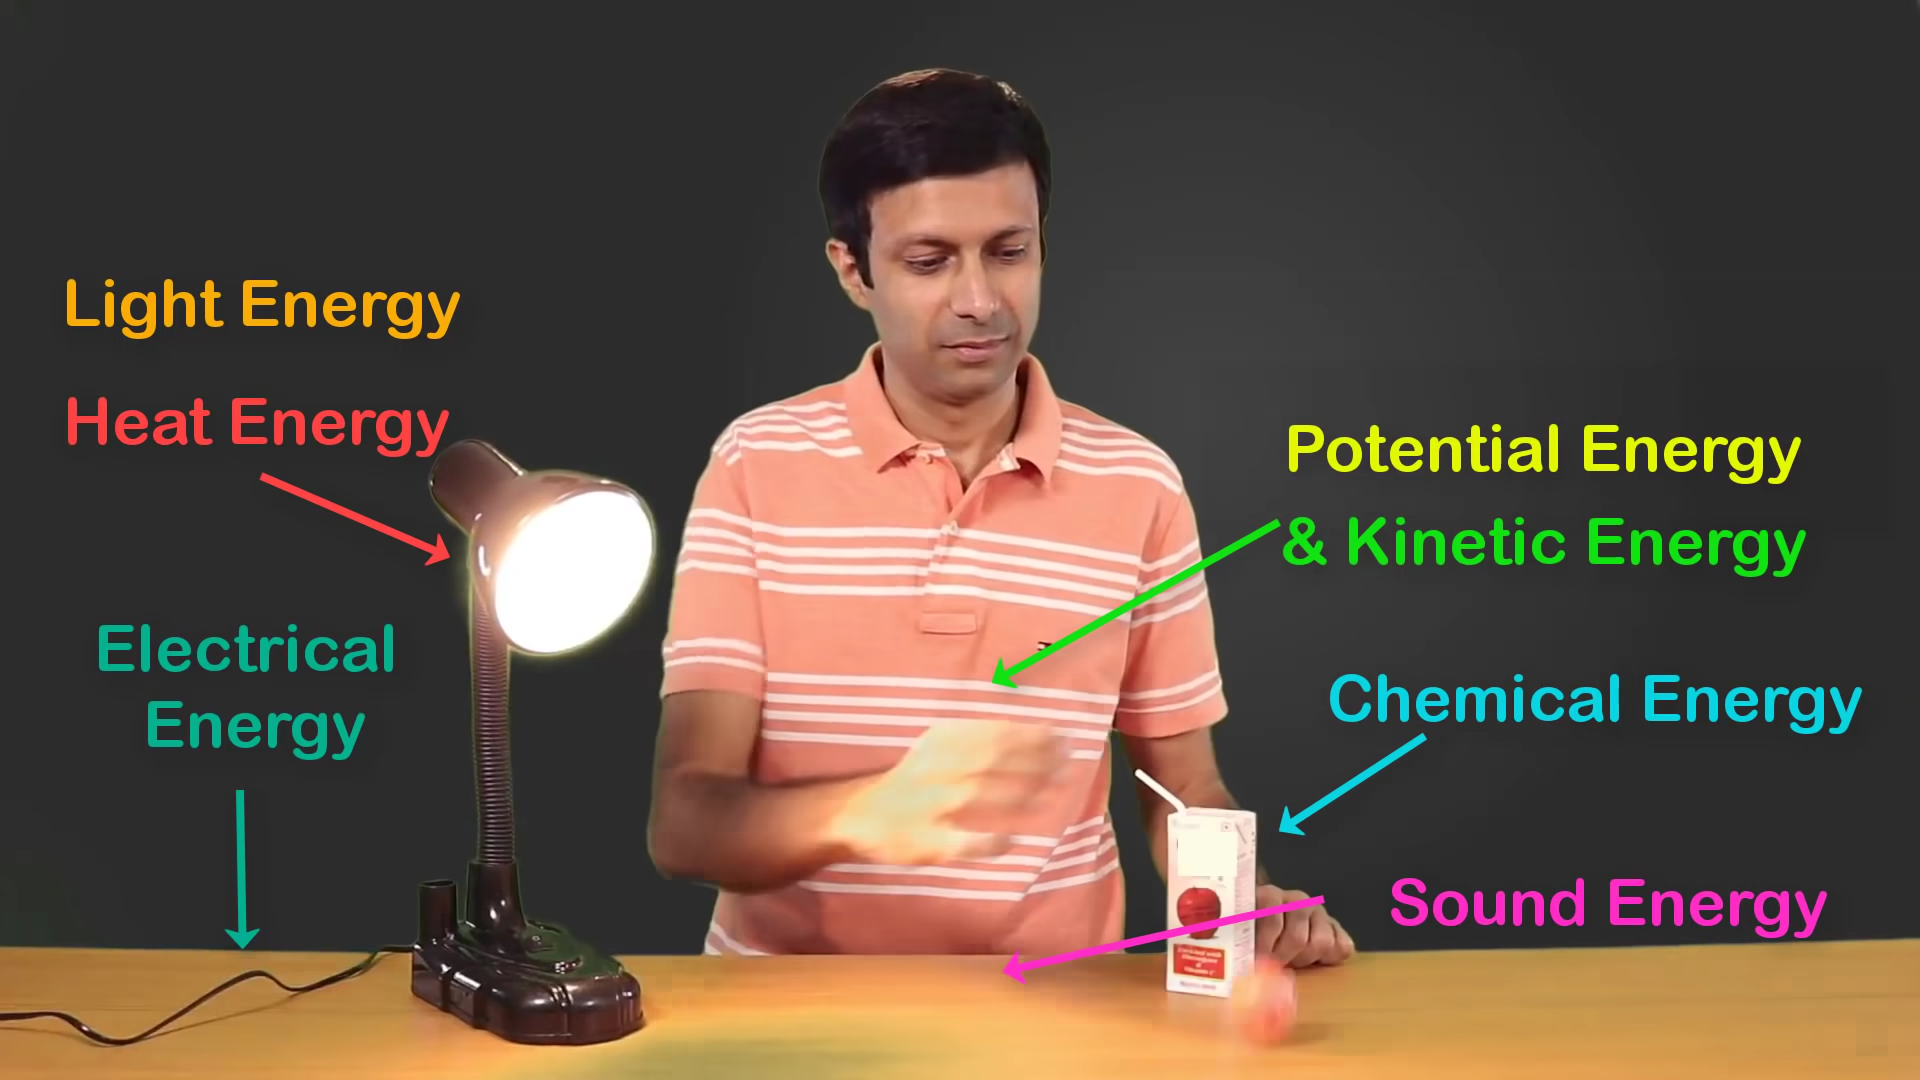 Light Energy
Heat Energy
Electrical
Energy
Potential Energy
& Kinetic Energy
Chemical Energy
Sound Energy